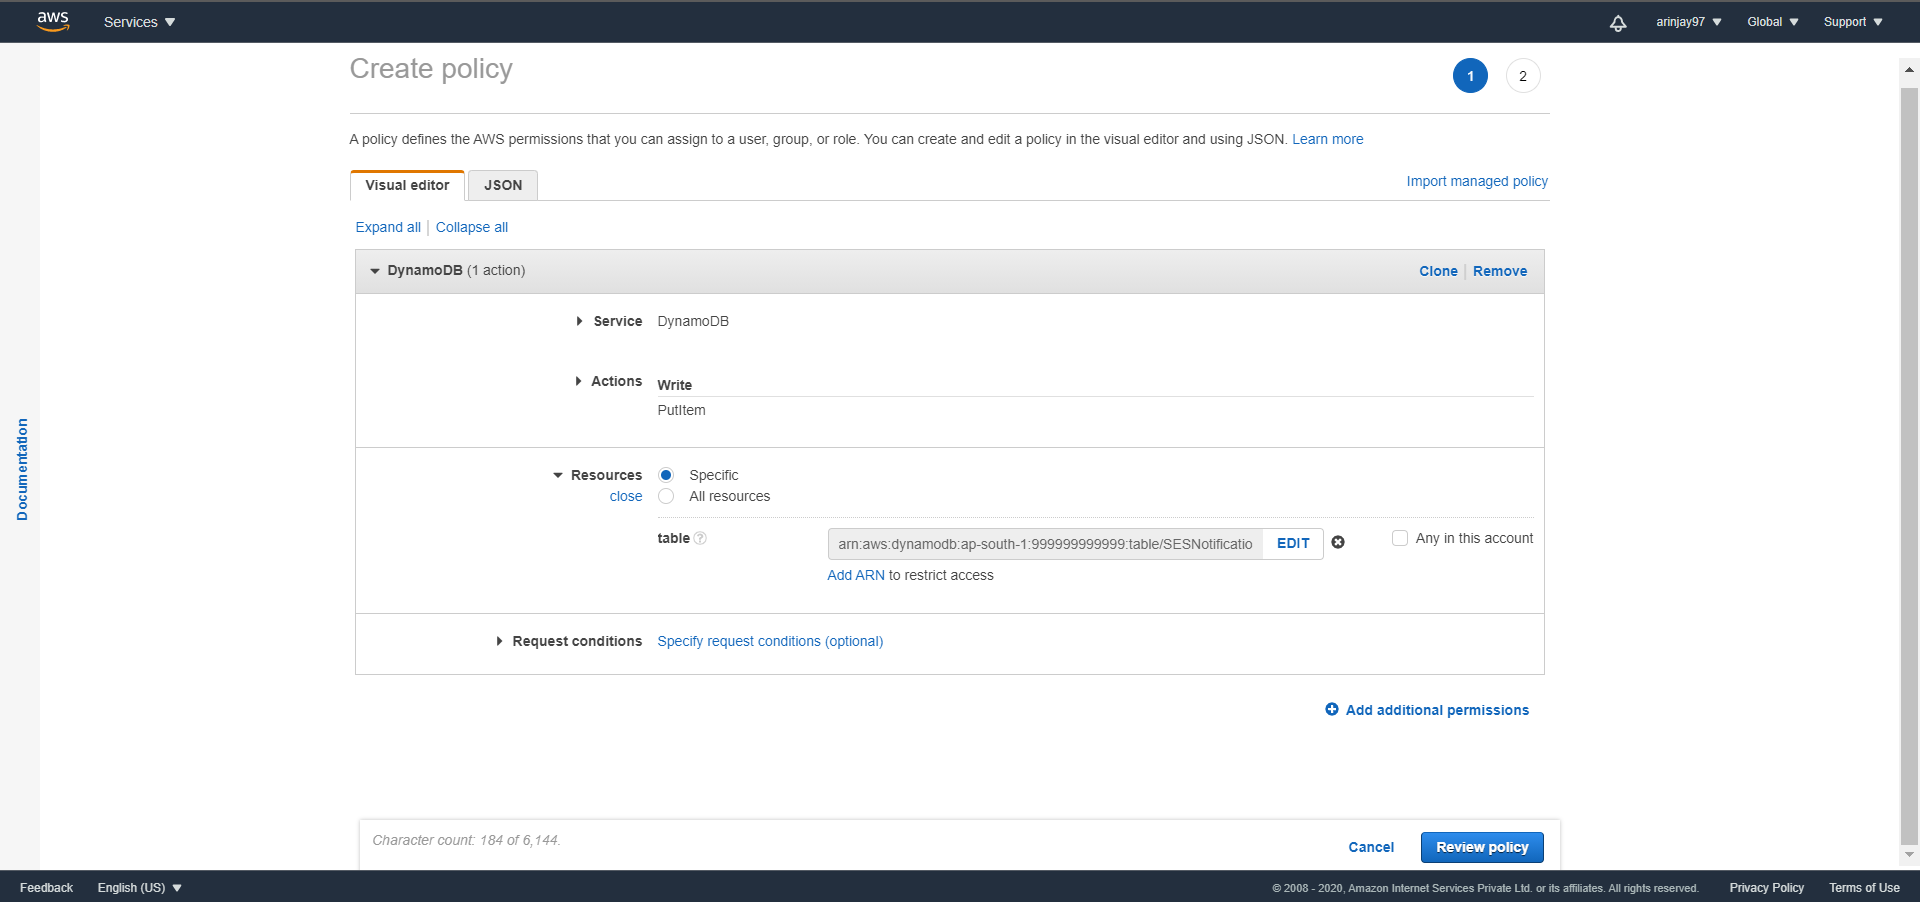 aws Services arinjay97 Global Support
Create policy 1 2
A policy defines the AWS permissions that you can assign to a user, group, or role. You can create and edit a policy in the visual editor and using JSON. Learn more
Visual editor JSON Import managed policy
Expand all Collapse all
DynamoDB (1 action) Clone Remove
Service DynamoDB
Actions Write
PutItem
Resources Specific
close All resources
table ? arn:aws:dynamodb:ap-south-1:999999999999:table/SESNotificatio EDIT Any in this account
Add ARN to restrict access
Request conditions Specify request conditions (optional)
Add additional permissions
Documentation
Character count: 184 of 6,144.
Cancel Review policy
Feedback English (US) © 2008 - 2020, Amazon Internet Services Private Ltd. or its affiliates. All rights reserved. Privacy Policy Terms of Use